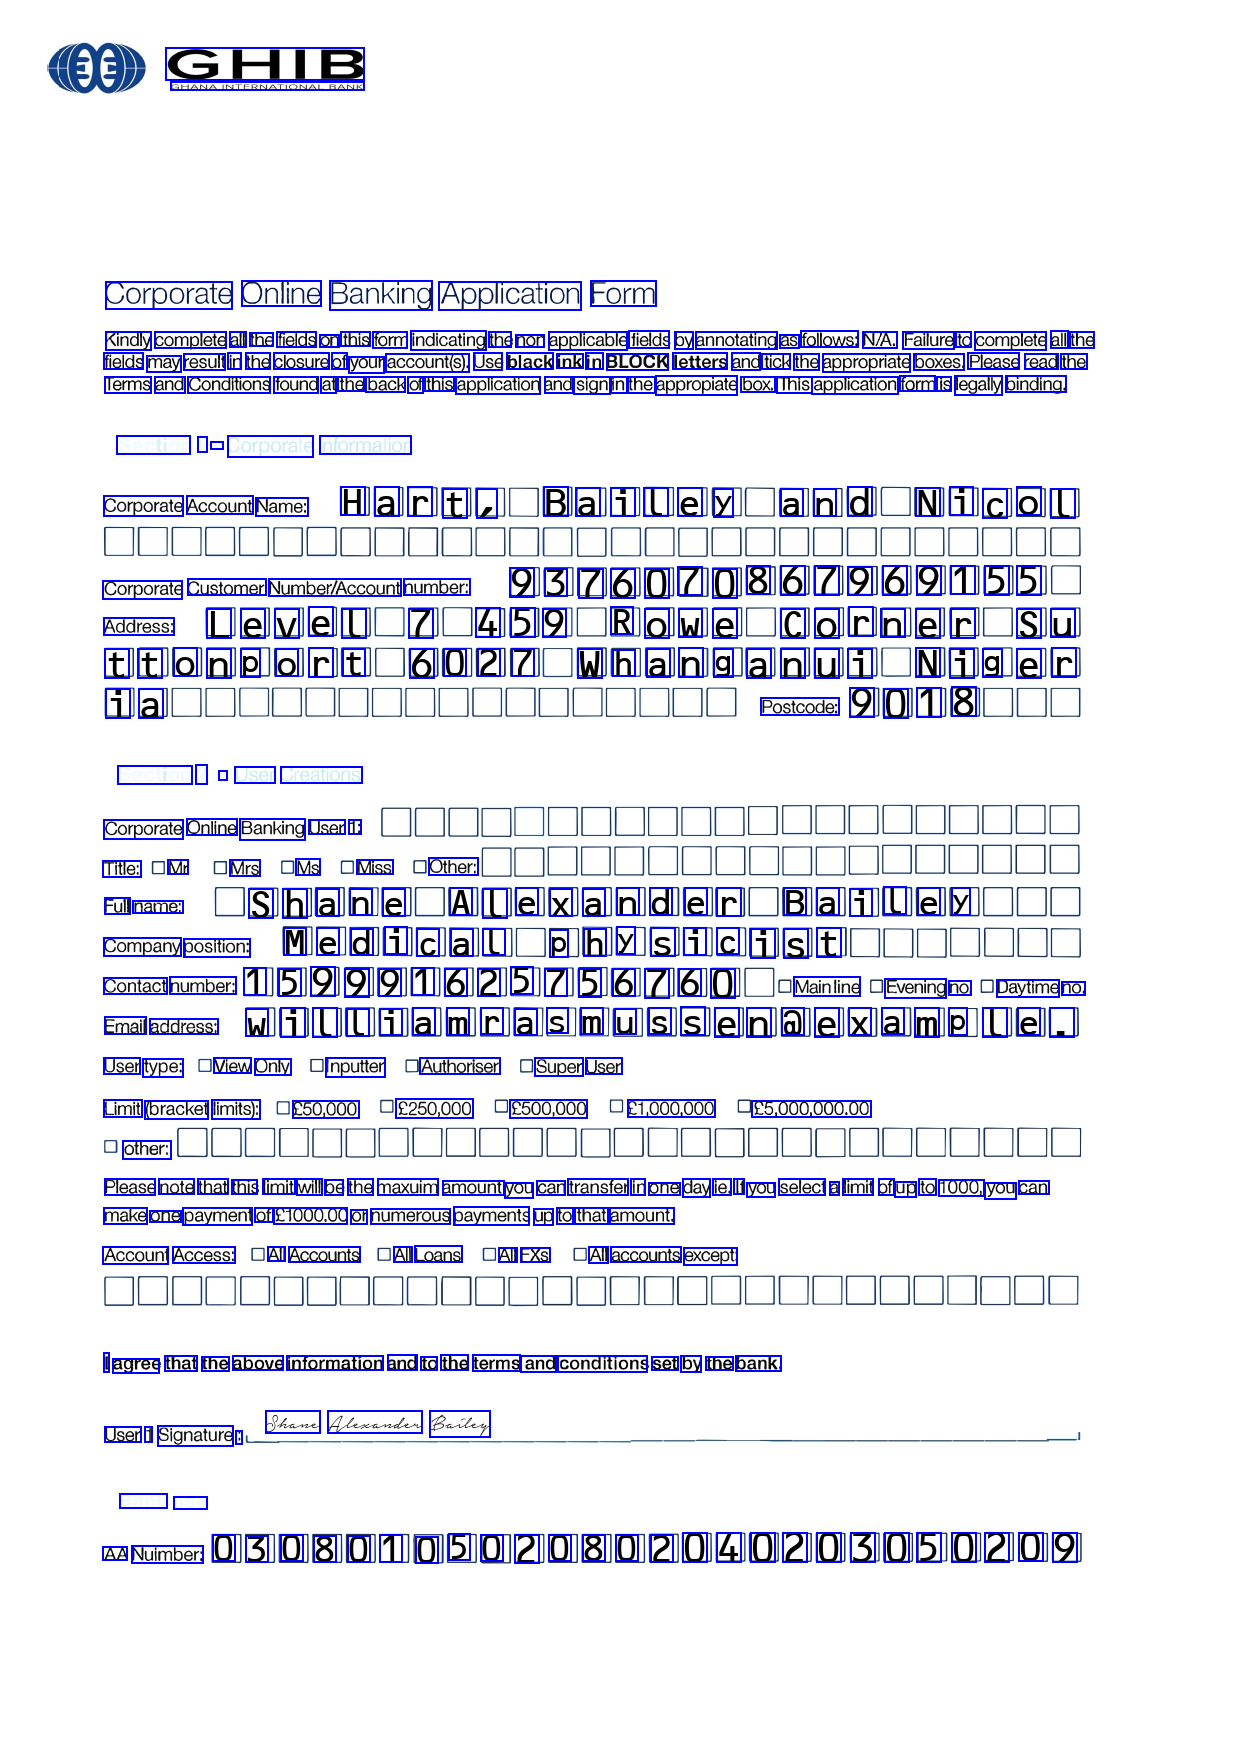 GHIB
GHANA INTERNATIONAL BANK
Corporate Online Banking Application Form
Kindly complete all the fields on this form indicating the non applicable fields by annotating as follows: N/A. Failure to complete all the
fields may result in the closure of your account(s). Use black ink in BLOCK letters and tick the appropriate boxes. Please read the
Terms and Conditions found at the back of this application and sign in the appropiate box. This application form is legally binding.
Section – Corporate Information
Corporate Account Name: Hart, Bailey and Nicol
Corporate Customer Number/Account number: 9376070867969155
Address: Level 7 459 Rowe Corner Su
ttonport 6027 Whanganui Niger
ia Postcode: 9018
Section - User Creations
Corporate Online Banking User 1:
Title: Mr Mrs Ms Miss Other:
Full name: Shane Alexander Bailey
Company position: Medical physicist
Contact number: 159991625756760 Main line Evening no Daytime no.
Email address: williamrasmussen@example.
User type: View Only Inputter Authoriser Super User
Limit (bracket limits): £50,000 £250,000 £500,000 £1,000,000 £5,000,000.00
other:
Please note that this limit will be the maxuim amount you can transfer in one day ie. If you select a limit of up to 1000, you can
make one payment of £1000.00 or numerous payments up to that amount.
Account Access: All Accounts All Loans All FXs All accounts except
I agree that the above information and to the terms and conditions set by the bank.
User 1 Signature: Shane Alexander Bailey
AA Nuimber: 03080105020802040203050209